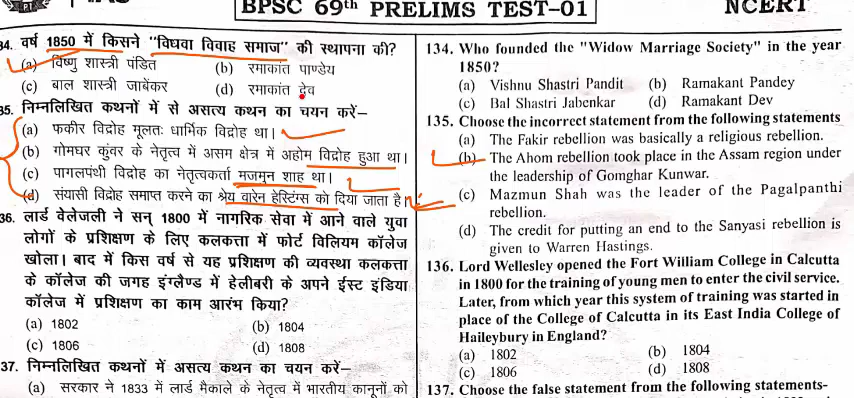 BPSC 69th PRELIMS TEST–01
NCERT
34. वर्ष 1850 में किसने "विधवा विवाह समाज" की स्थापना की?
(a) विष्णु शास्त्री पंडित (b) रमाकांत पाण्डेय
(c) बाल शास्त्री जाबेंकर (d) रमाकांत देव
35. निम्नलिखित कथनों में से असत्य कथन का चयन करें–
(a) फकीर विद्रोह मूलतः धार्मिक विद्रोह था।
(b) गोमघर कुंवर के नेतृत्व में असम क्षेत्र में अहोम विद्रोह हुआ था।
(c) पागलपंथी विद्रोह का नेतृत्वकर्ता मजमून शाह था।
(d) संयासी विद्रोह समाप्त करने का श्रेय वारेन हेस्टिंग्स को दिया जाता है।
36. लार्ड वेलेजली ने सन् 1800 में नागरिक सेवा में आने वाले युवा
लोगों के प्रशिक्षण के लिए कलकत्ता में फोर्ट विलियम कॉलेज
खोला। बाद में किस वर्ष से यह प्रशिक्षण की व्यवस्था कलकत्ता
के कॉलेज की जगह इंग्लैण्ड में हेलीबरी के अपने ईस्ट इंडिया
कॉलेज में प्रशिक्षण का काम आरंभ किया?
(a) 1802 (b) 1804
(c) 1806 (d) 1808
37. निम्नलिखित कथनों में असत्य कथन का चयन करें–
(a) सरकार ने 1833 में लार्ड मैकाले के नेतृत्व में भारतीय कानूनों को
134. Who founded the "Widow Marriage Society" in the year
1850?
(a) Vishnu Shastri Pandit (b) Ramakant Pandey
(c) Bal Shastri Jabenkar (d) Ramakant Dev
135. Choose the incorrect statement from the following statements
(a) The Fakir rebellion was basically a religious rebellion.
(b) The Ahom rebellion took place in the Assam region under
the leadership of Gomghar Kunwar.
(c) Mazmun Shah was the leader of the Pagalpanthi
rebellion.
(d) The credit for putting an end to the Sanyasi rebellion is
given to Warren Hastings.
136. Lord Wellesley opened the Fort William College in Calcutta
in 1800 for the training of young men to enter the civil service.
Later, from which year this system of training was started in
place of the College of Calcutta in its East India College of
Haileybury in England?
(a) 1802 (b) 1804
(c) 1806 (d) 1808
137. Choose the false statement from the following statements-